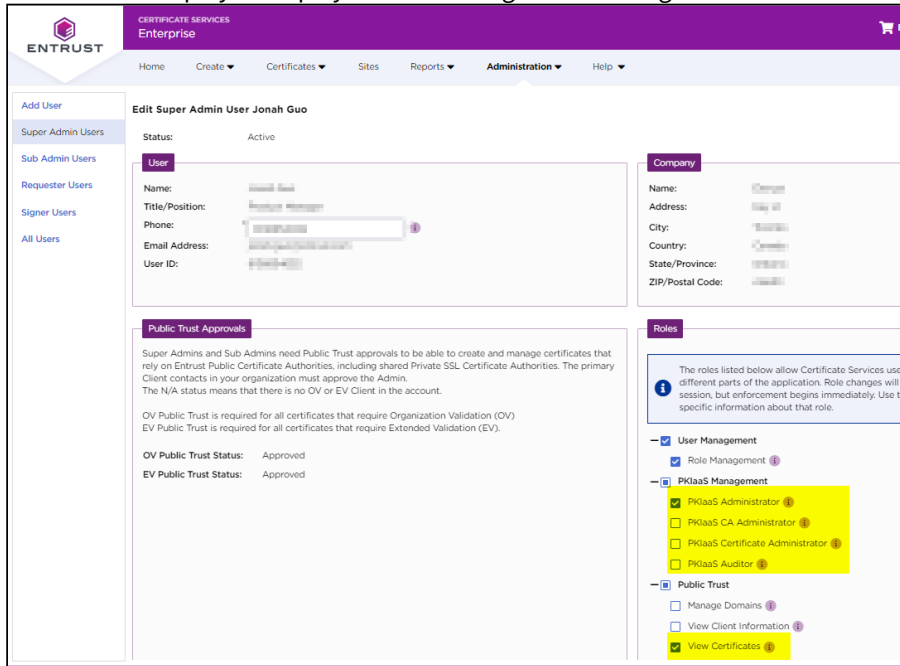 ENTRUST
CERTIFICATE SERVICES
Enterprise
Home Create Certificates Sites Reports Administration Help
Add User
Super Admin Users
Sub Admin Users
Requester Users
Signer Users
All Users
Edit Super Admin User Jonah Guo
Status: Active
User
Name:
Title/Position:
Phone:
Email Address:
User ID:
Company
Name:
Address:
City:
Country:
State/Province:
ZIP/Postal Code:
Public Trust Approvals
Super Admins and Sub Admins need Public Trust approvals to be able to create and manage certificates that
rely on Entrust Public Certificate Authorities, including shared Private SSL Certificate Authorities. The primary
Client contacts in your organization must approve the Admin.
The N/A status means that there is no OV or EV Client in the account.
OV Public Trust is required for all certificates that require Organization Validation (OV)
EV Public Trust is required for all certificates that require Extended Validation (EV).
OV Public Trust Status: Approved
EV Public Trust Status: Approved
Roles
The roles listed below allow Certificate Services use
different parts of the application. Role changes will
session, but enforcement begins immediately. Use t
specific information about that role.
User Management
Role Management
PKIaaS Management
PKIaaS Administrator
PKIaaS CA Administrator
PKIaaS Certificate Administrator
PKIaaS Auditor
Public Trust
Manage Domains
View Client Information
View Certificates